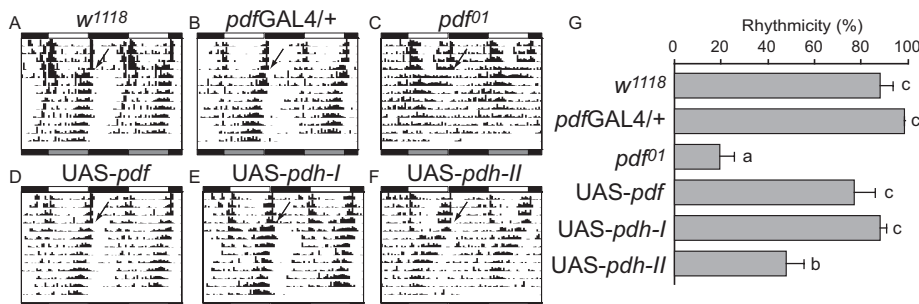 A w1118
B pdfGAL4/+
C pdf01
D UAS-pdf
E UAS-pdh-I
F UAS-pdh-II
G Rhythmicity (%)
0 20 40 60 80 100
w1118 c
pdfGAL4/+ c
pdf01 a
UAS-pdf c
UAS-pdh-I c
UAS-pdh-II b